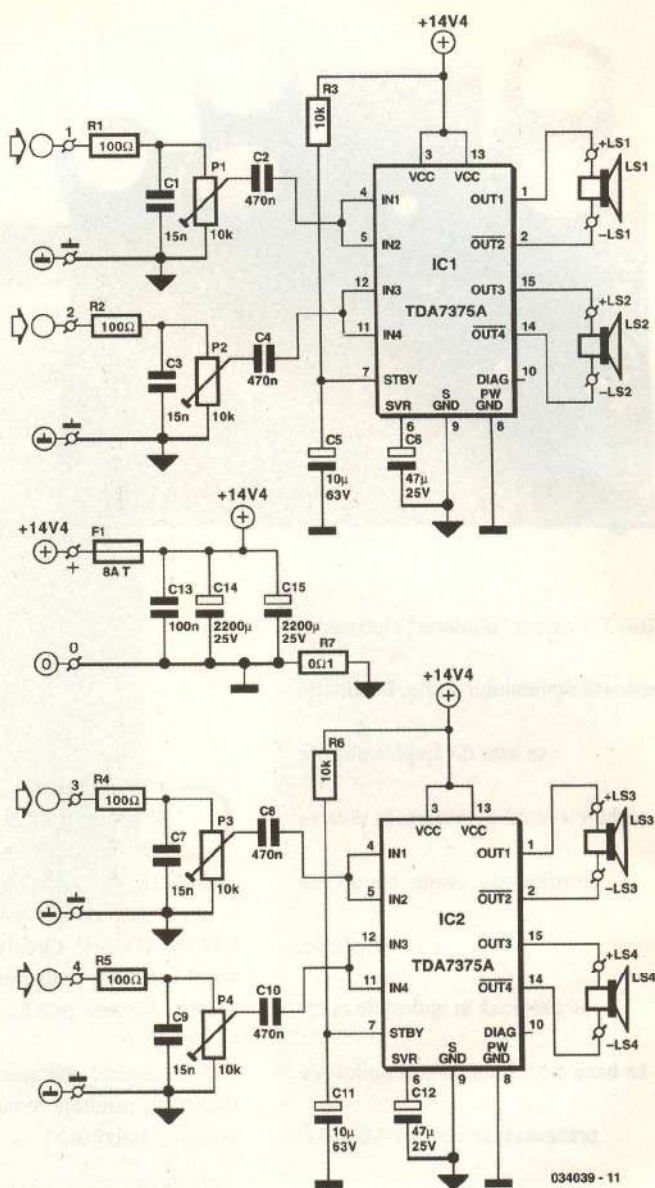 +14V4
R3
10k
1
R1
100Ω
C1
15n
P1
10k
C2
470n
3
VCC
13
VCC
4
IN1
5
IN2
12
IN3
11
IN4
7
STBY
IC1
TDA7375A
OUT1
1
OUT2
2
OUT3
15
OUT4
14
DIAG
10
SVR
6
S
GND
9
PW
GND
8
+LS1
LS1
-LS1
+LS2
LS2
-LS2
2
R2
100Ω
C3
15n
P2
10k
C4
470n
C5
10µ
63V
C6
47µ
25V
+14V4
+14V4
+
F1
8A T
C13
100n
C14
2200µ
25V
C15
2200µ
25V
R7
0Ω1
0
0
+14V4
R6
10k
3
R4
100Ω
C7
15n
P3
10k
C8
470n
3
VCC
13
VCC
4
IN1
5
IN2
12
IN3
11
IN4
7
STBY
IC2
TDA7375A
OUT1
1
OUT2
2
OUT3
15
OUT4
14
DIAG
10
SVR
6
S
GND
9
PW
GND
8
+LS3
LS3
-LS3
+LS4
LS4
-LS4
4
R5
100Ω
C9
15n
P4
10k
C10
470n
C11
10µ
63V
C12
47µ
25V
034039 - 11